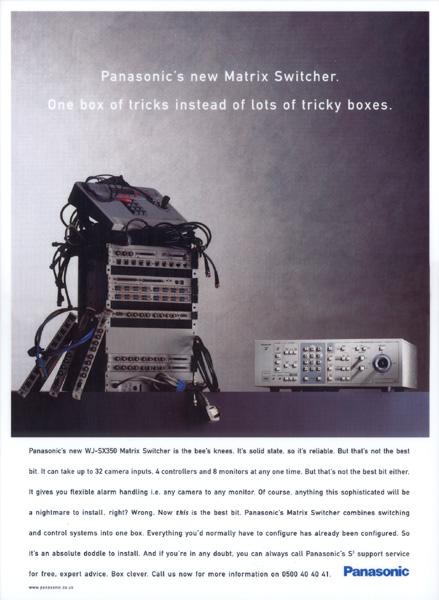 Panasonic's new Matrix Switcher.
One box of tricks instead of lots of tricky boxes.
Panasonic's new WJ-SX350 Matrix Switcher is the bee's knees. It's solid state, so it's reliable. But that's not the best
bit. It can take up to 32 camera inputs, 4 controllers and 8 monitors at any one time. But that's not the best bit either.
It gives you flexible alarm handling i.e. any camera to any monitor. Of course, anything this sophisticated will be
a nightmare to install, right? Wrong. Now this is the best bit. Panasonic's Matrix Switcher combines switching
and control systems into one box. Everything you'd normally have to configure has already been configured. So
it's an absolute doddle to install. And if you're in any doubt, you can always call Panasonic's S³ support service
for free, expert advice. Box clever. Call us now for more information on 0500 40 40 41.
Panasonic
www.panasonic.co.uk